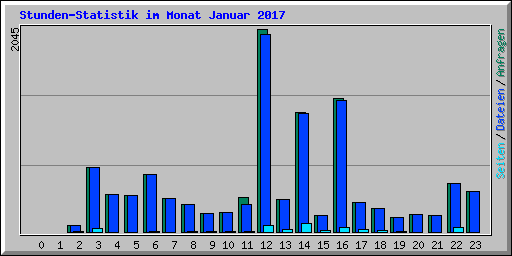 Stunden-Statistik im Monat Januar 2017
2045
Seiten / Dateien / Anfragen
0 1 2 3 4 5 6 7 8 9 10 11 12 13 14 15 16 17 18 19 20 21 22 23